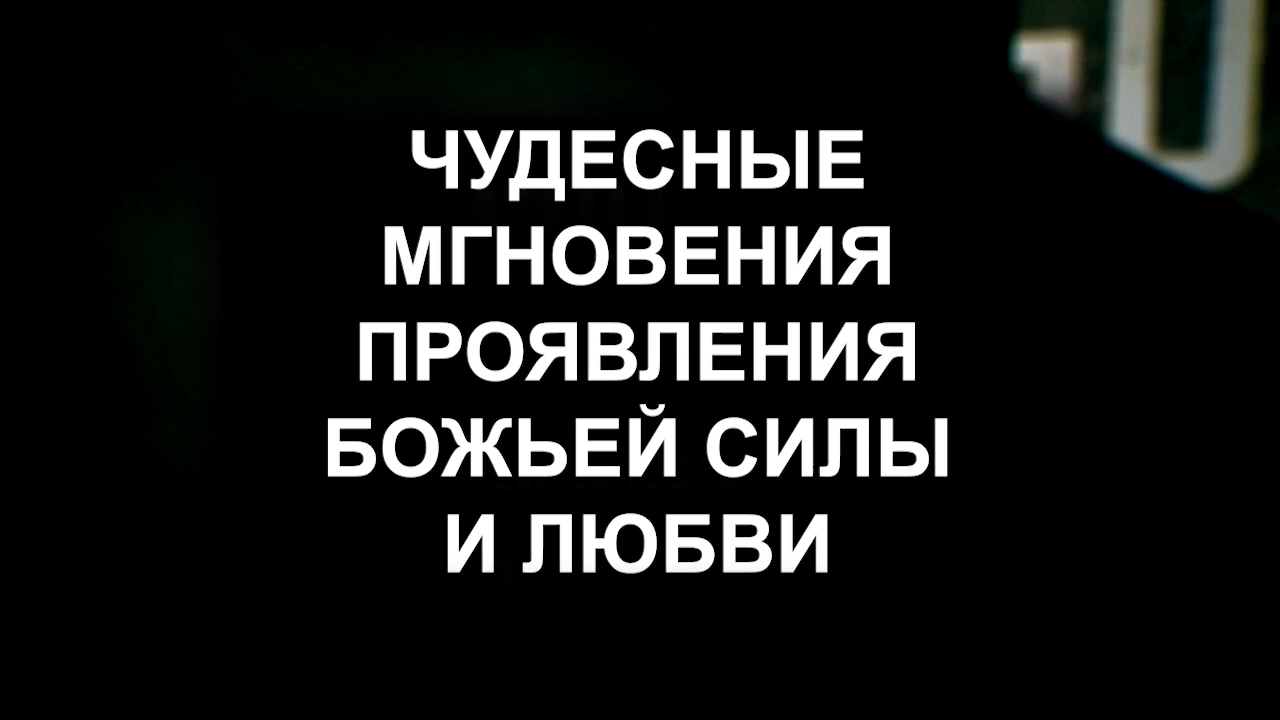 ЧУДЕСНЫЕ
МГНОВЕНИЯ
ПРОЯВЛЕНИЯ
БОЖЬЕЙ СИЛЫ
И ЛЮБВИ